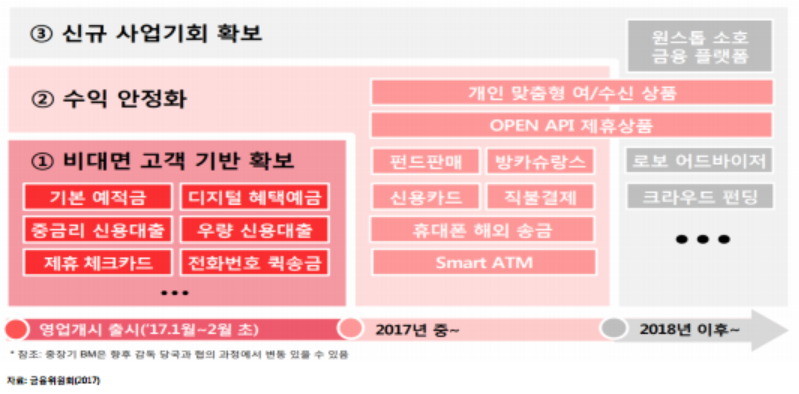 ③ 신규 사업기회 확보
원스톱 소호
금융 플랫폼
② 수익 안정화
개인 맞춤형 여/수신 상품
OPEN API 제휴상품
① 비대면 고객 기반 확보
펀드판매
방카슈랑스
로보 어드바이저
기본 예적금
디지털 혜택예금
신용카드
직불결제
크라우드 펀딩
중금리 신용대출
우량 신용대출
휴대폰 해외 송금
제휴 체크카드
전화번호 퀵송금
Smart ATM
•••
•••
영업개시 출시('17.1월~2월 초)
2017년 중~
2018년 이후~
* 참조: 중장기 BM은 향후 감독 당국과 협의 과정에서 변동 있을 수 있음
자료: 금융위원회(2017)